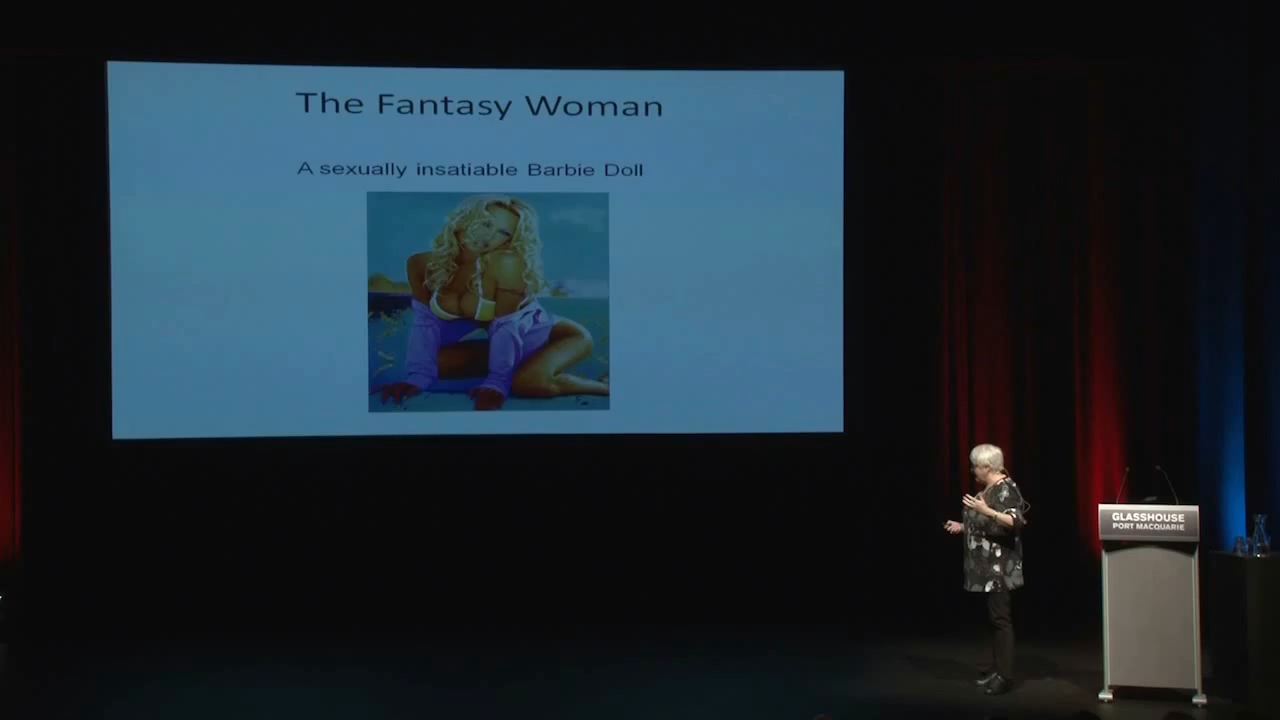 The Fantasy Woman
A sexually insatiable Barbie Doll
GLASSHOUSE
PORT MACQUARIE